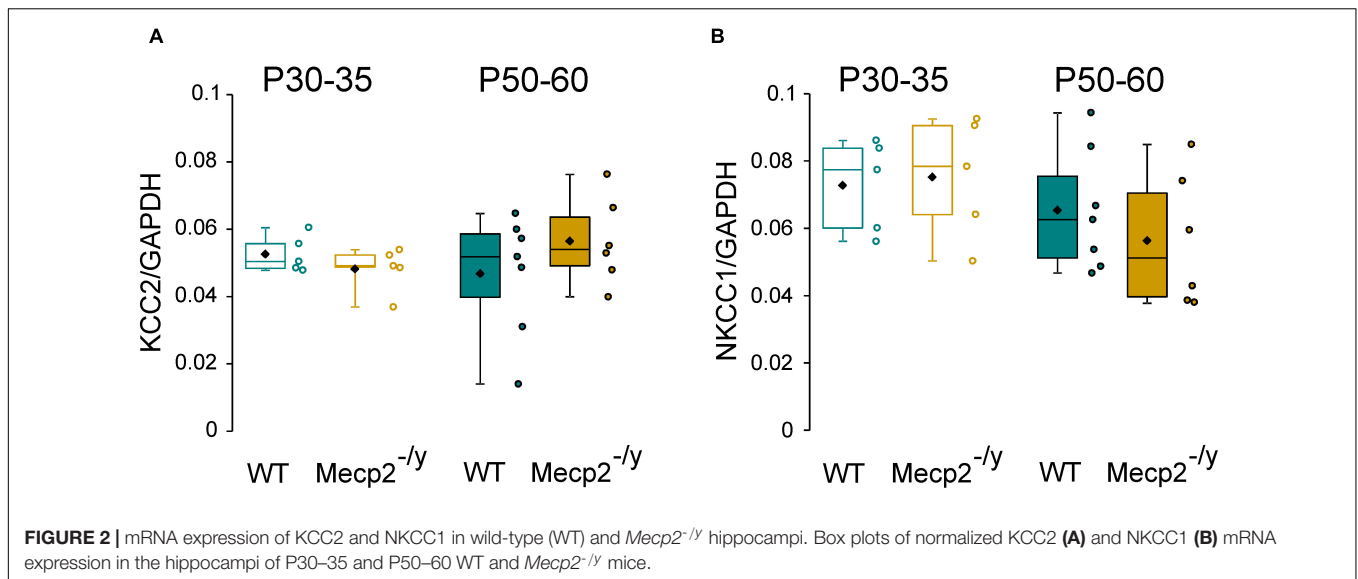 A
B
P30-35 P50-60
P30-35 P50-60
KCC2/GAPDH
0.1
0.08
0.06
0.04
0.02
0
NKCC1/GAPDH
0.1
0.08
0.06
0.04
0.02
0
WT Mecp2-/y WT Mecp2-/y
WT Mecp2-/y WT Mecp2-/y
FIGURE 2 | mRNA expression of KCC2 and NKCC1 in wild-type (WT) and Mecp2-/y hippocampi. Box plots of normalized KCC2 (A) and NKCC1 (B) mRNA
expression in the hippocampi of P30–35 and P50–60 WT and Mecp2-/y mice.